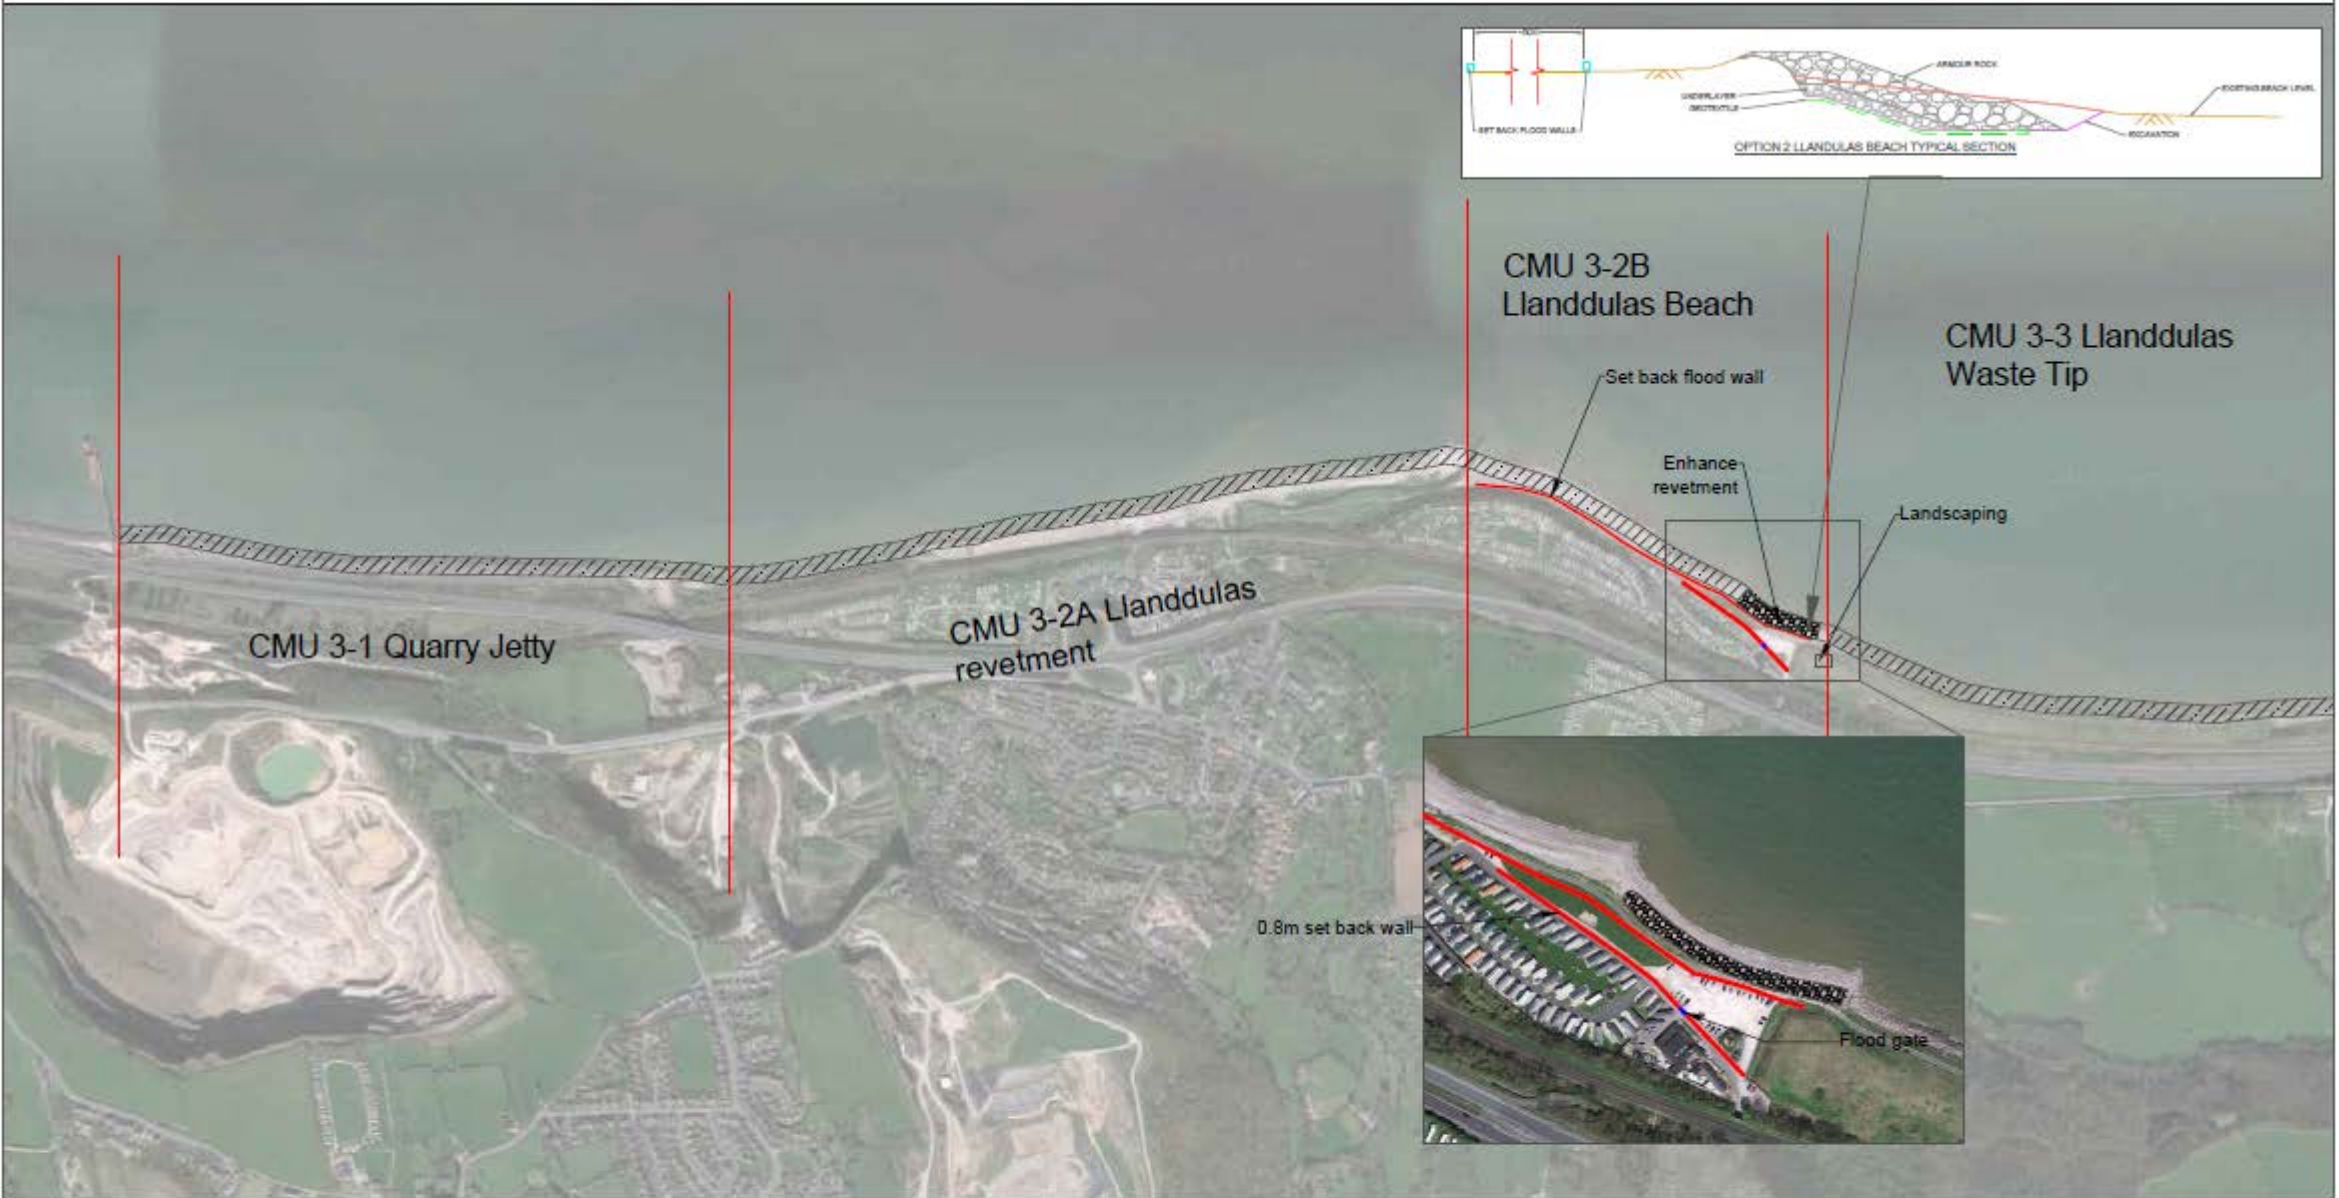 ARMOUR ROCK
UNDERLAYER
GEOTEXTILE
EXISTING BEACH LEVEL
SET BACK FLOOD WALLS
EXCAVATION
OPTION 2 LLANDULAS BEACH TYPICAL SECTION
CMU 3-2B
Llanddulas Beach
CMU 3-3 Llanddulas
Waste Tip
Set back flood wall
Enhance
revetment
Landscaping
CMU 3-1 Quarry Jetty
CMU 3-2A Llanddulas
revetment
0.8m set back wall
Flood gate